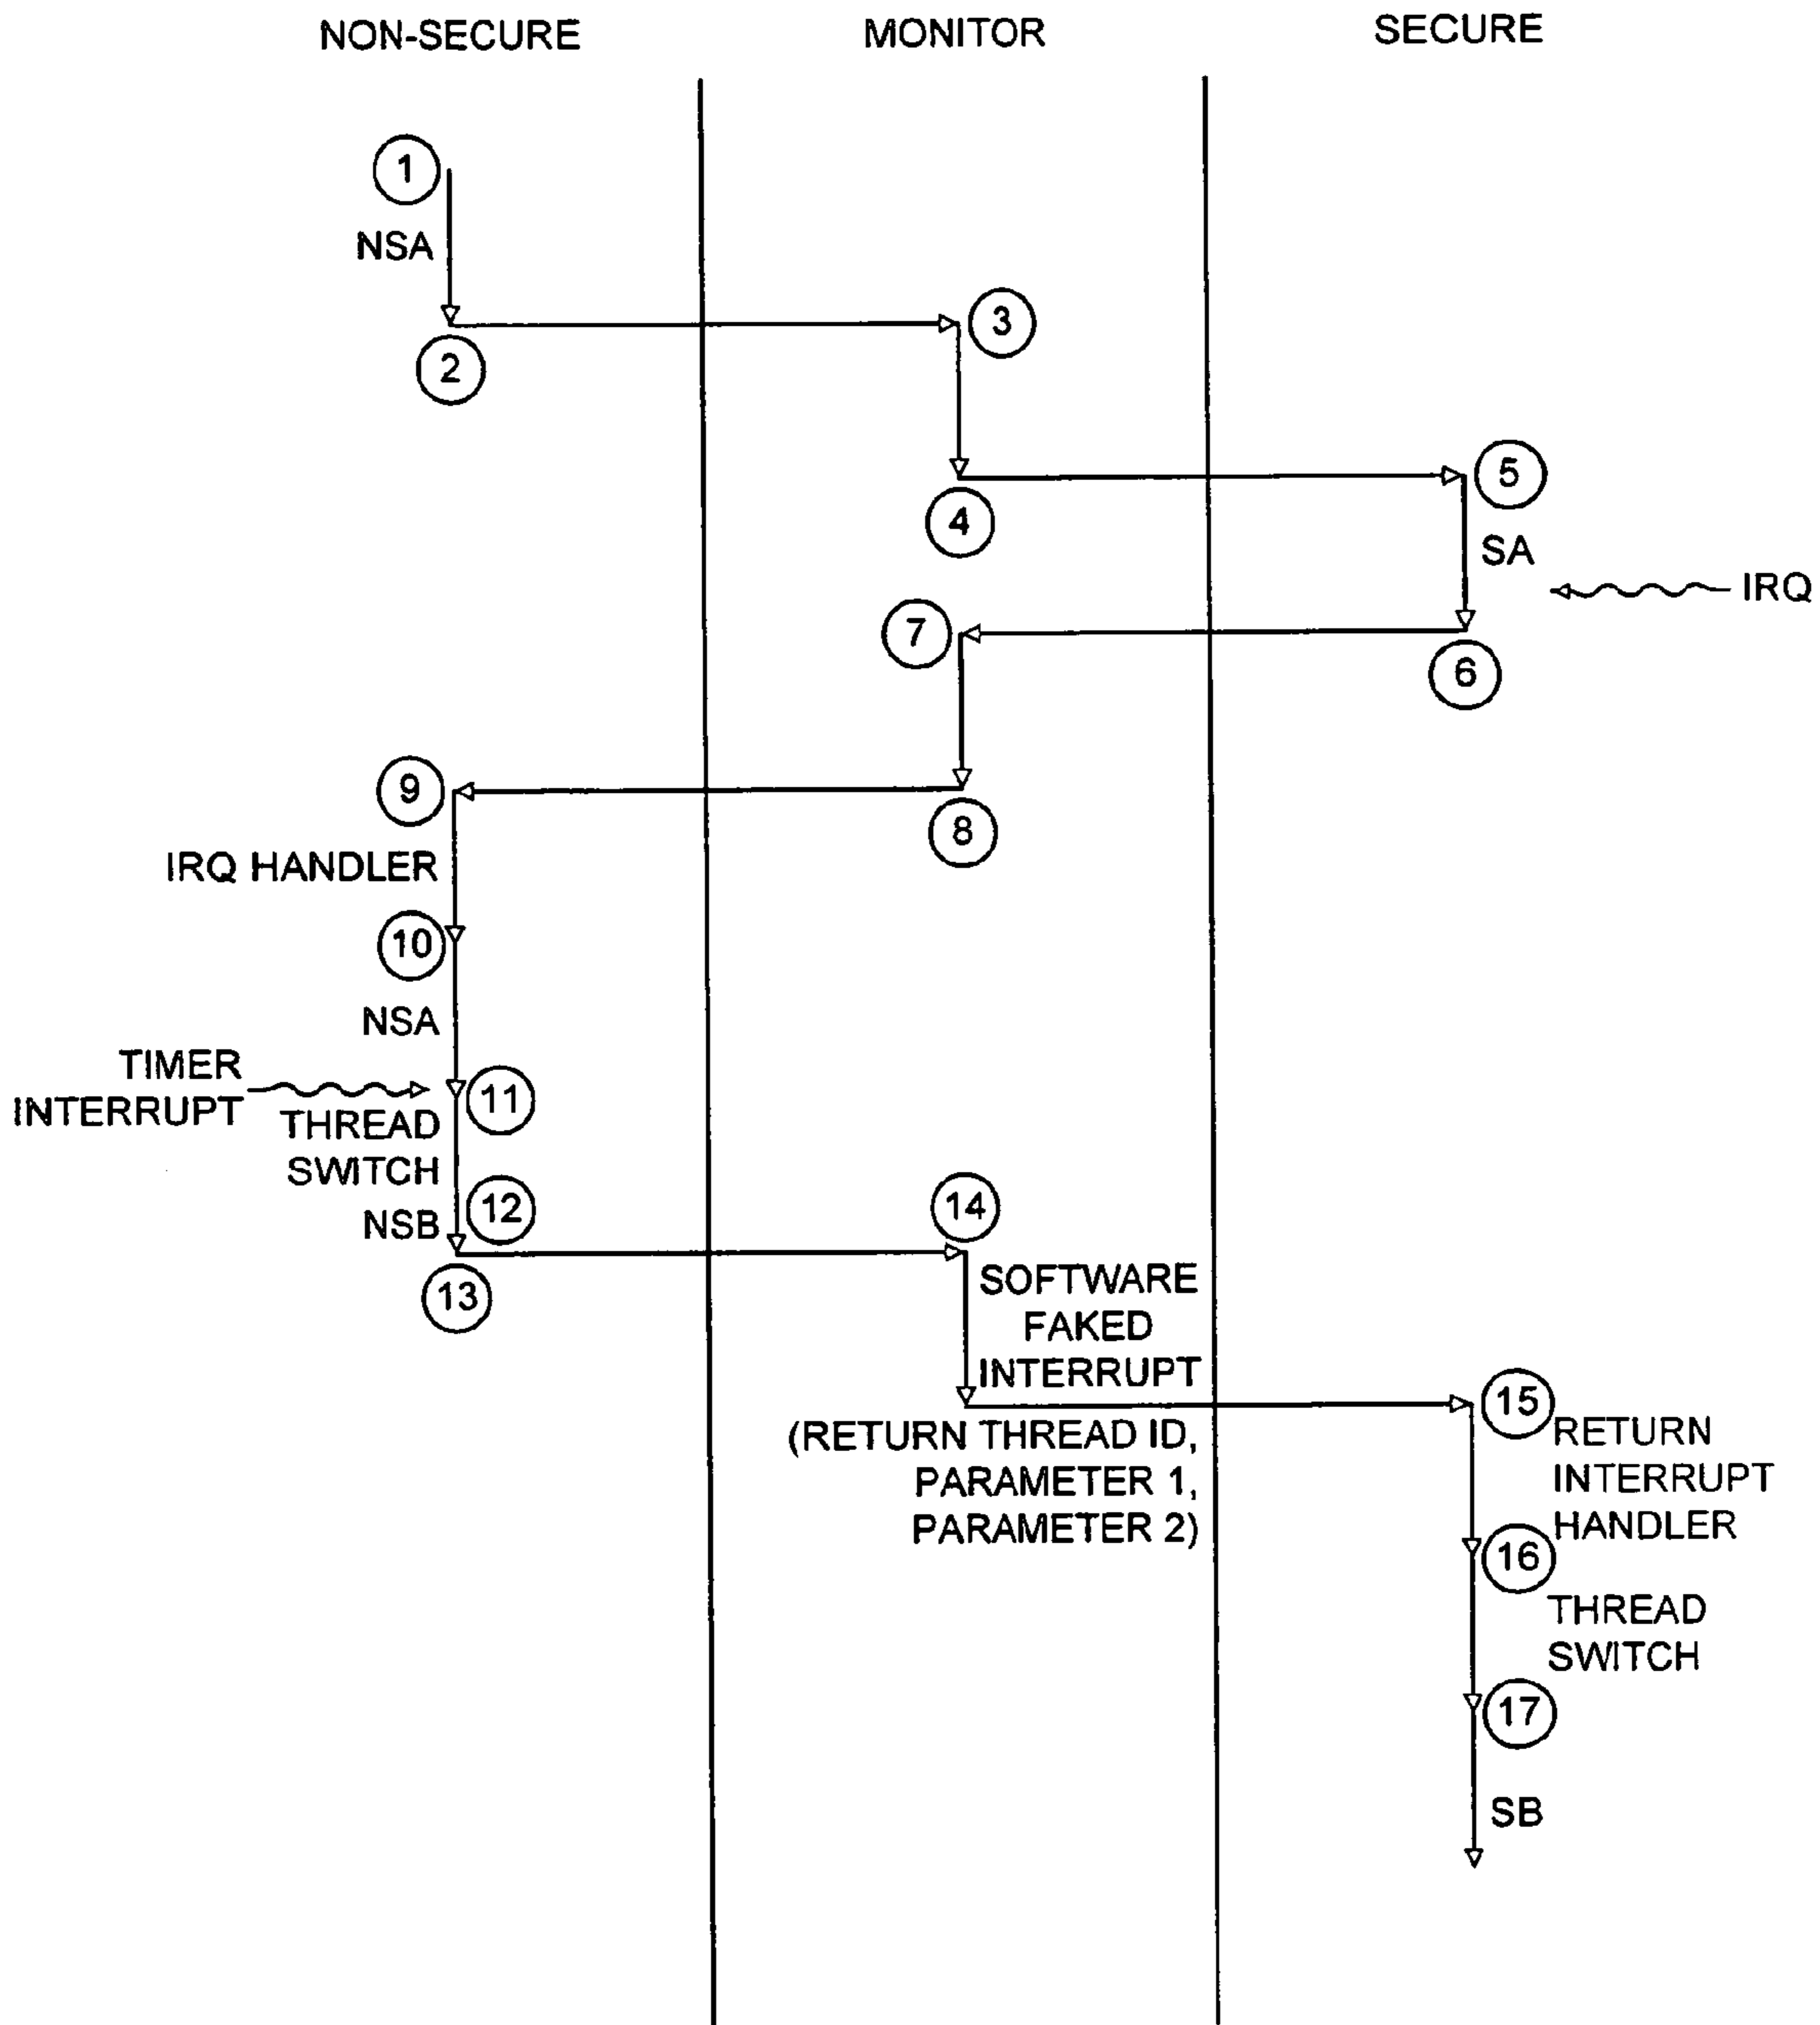 NON-SECURE
MONITOR
SECURE
1
NSA
2
3
4
5
SA
IRQ
6
7
8
9
IRQ HANDLER
10
NSA
TIMER
INTERRUPT
11
THREAD
SWITCH
12
NSB
13
14
SOFTWARE
FAKED
INTERRUPT
(RETURN THREAD ID,
PARAMETER 1,
PARAMETER 2)
15
RETURN
INTERRUPT
HANDLER
16
THREAD
SWITCH
17
SB